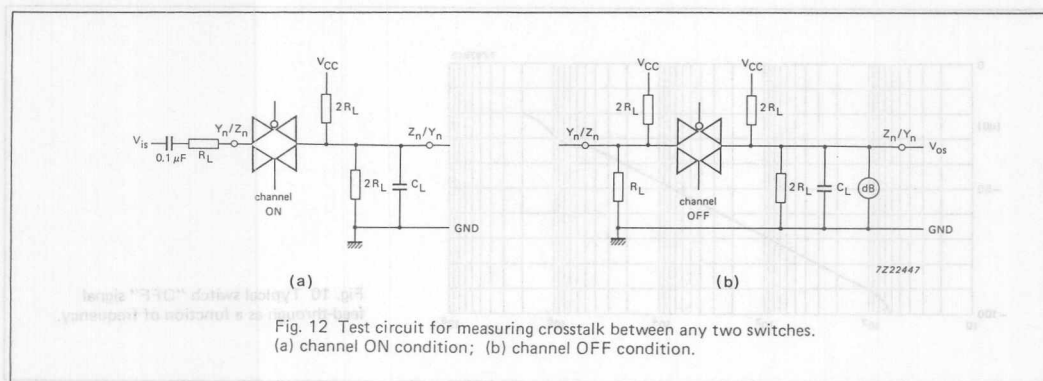 V_CC
2R_L
V_is
0.1 μF
R_L
Y_n/Z_n
Z_n/Y_n
channel
ON
2R_L
C_L
GND
(a)
V_CC
V_CC
2R_L
2R_L
Y_n/Z_n
Z_n/Y_n
V_os
R_L
channel
OFF
2R_L
C_L
dB
GND
7Z22447
(b)
Fig. 12 Test circuit for measuring crosstalk between any two switches.
(a) channel ON condition; (b) channel OFF condition.
Fig. 10 Typical switch "OFF" signal
feed-through as a function of frequency.